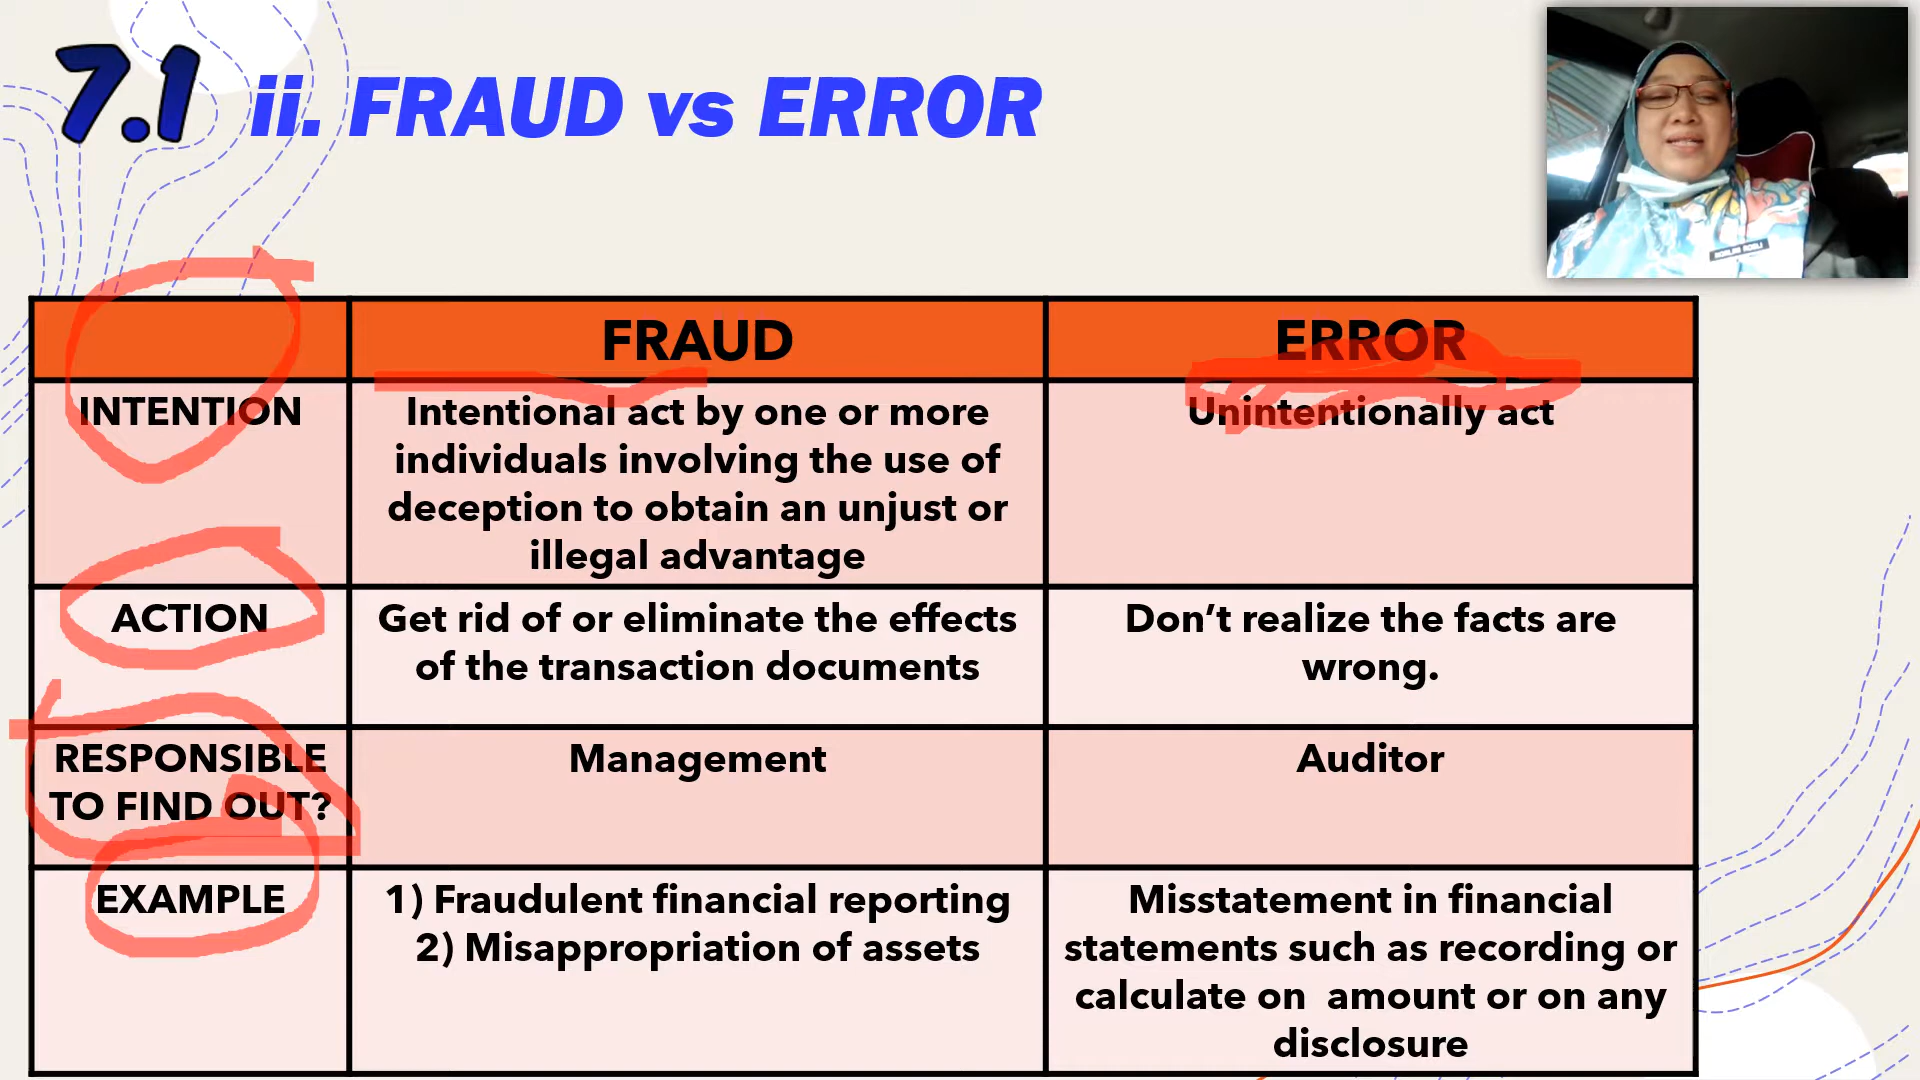 7.1 ii. FRAUD vs ERROR
FRAUD
ERROR
INTENTION
Intentional act by one or more
individuals involving the use of
deception to obtain an unjust or
illegal advantage
Unintentionally act
ACTION
Get rid of or eliminate the effects
of the transaction documents
Don’t realize the facts are
wrong.
RESPONSIBLE
TO FIND OUT?
Management
Auditor
EXAMPLE
1) Fraudulent financial reporting
2) Misappropriation of assets
Misstatement in financial
statements such as recording or
calculate on amount or on any
disclosure